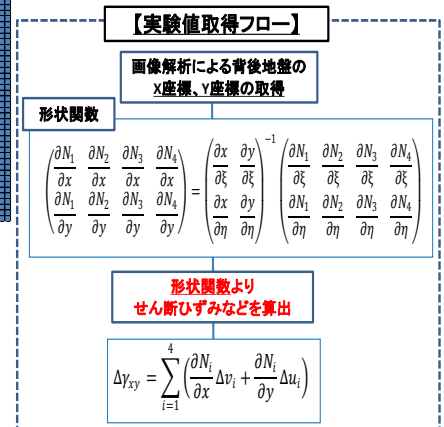 【実験値取得フロー】
画像解析による背後地盤の
X座標、Y座標の取得
形状関数
(∂N₁/∂x ∂N₂/∂x ∂N₃/∂x ∂N₄/∂x; ∂N₁/∂y ∂N₂/∂y ∂N₃/∂y ∂N₄/∂y) = (∂x/∂ξ ∂y/∂ξ; ∂x/∂η ∂y/∂η)⁻¹ (∂N₁/∂ξ ∂N₂/∂ξ ∂N₃/∂ξ ∂N₄/∂ξ; ∂N₁/∂η ∂N₂/∂η ∂N₃/∂η ∂N₄/∂η)
形状関数より
せん断ひずみなどを算出
Δγxy = ∑_{i=1}^{4} (∂Nᵢ/∂x Δvᵢ + ∂Nᵢ/∂y Δuᵢ)